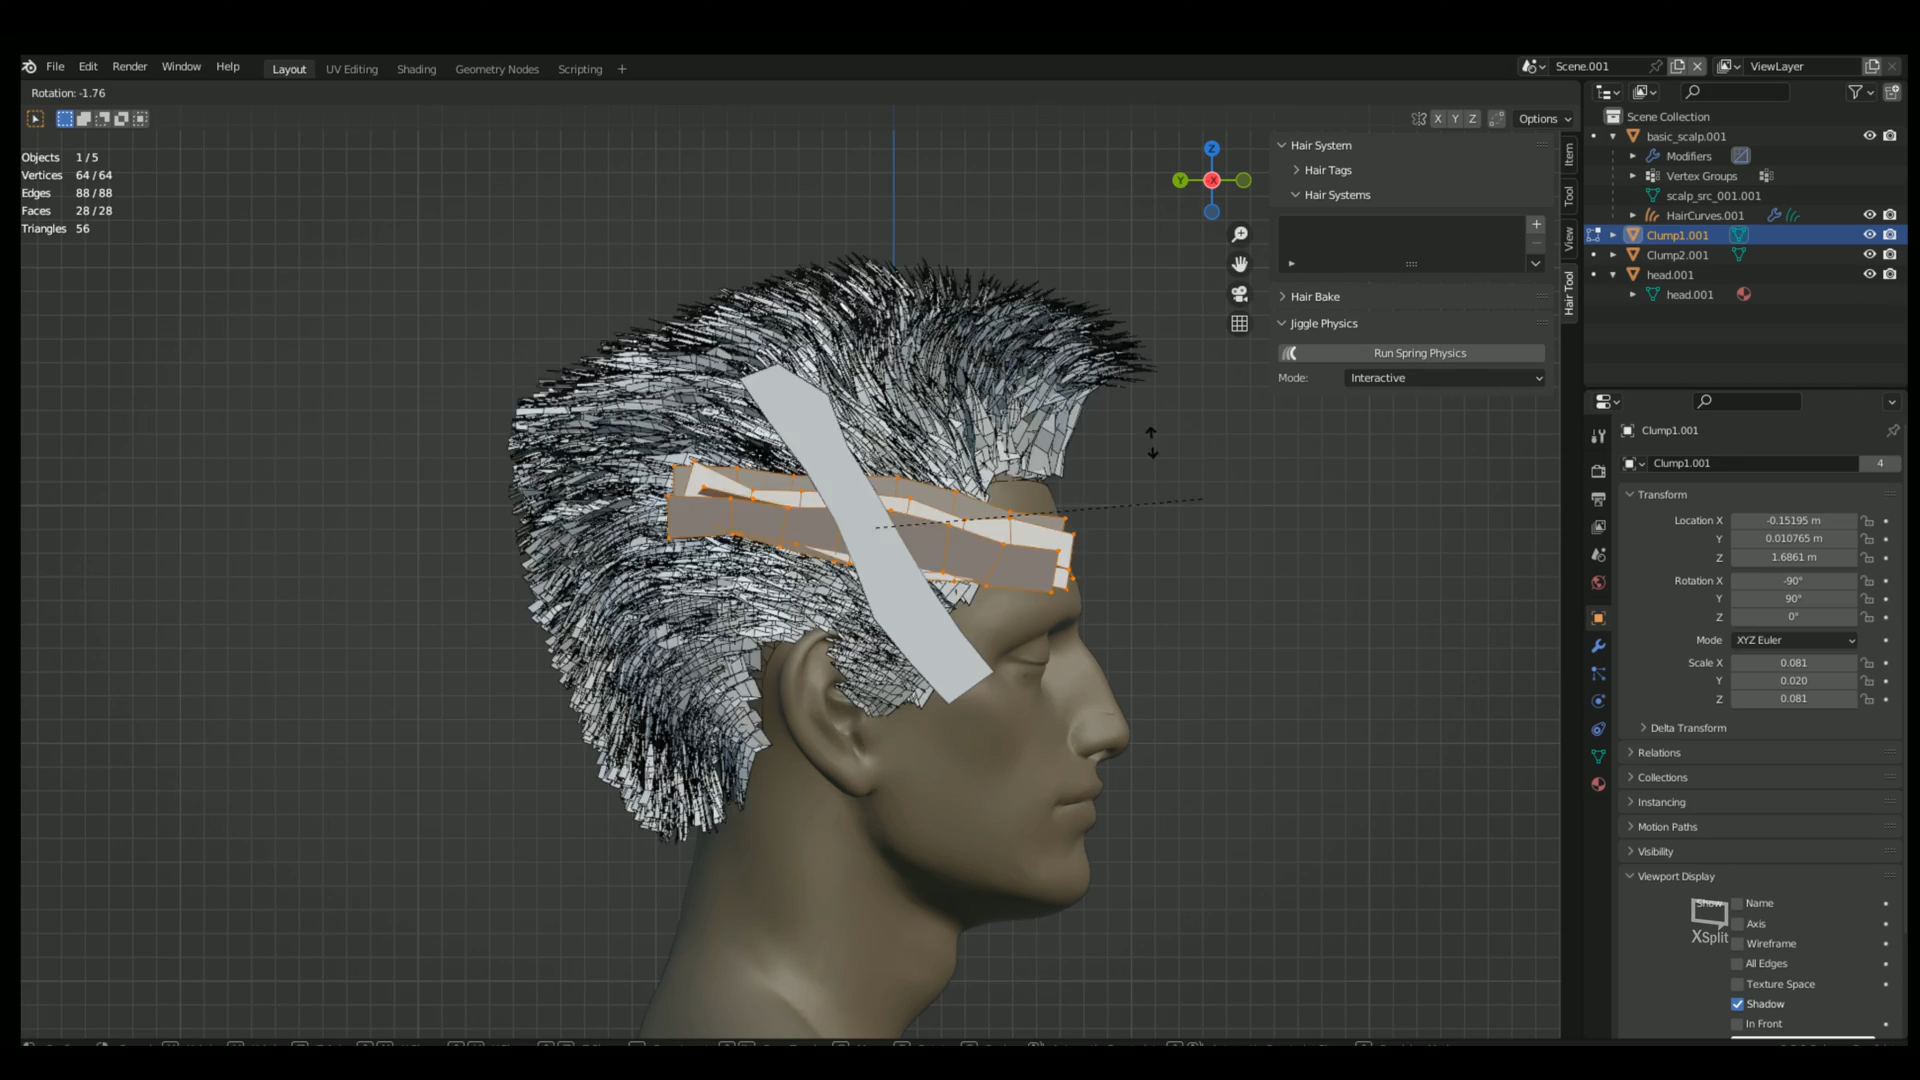 File Edit Render Window Help Layout UV Editing Shading Geometry Nodes Scripting + Scene.001 ViewLayer
Rotation: -1.76
X Y Z Options
Objects 1 / 5
Vertices 64 / 64
Edges 88 / 88
Faces 28 / 28
Triangles 56
Z
Y X
Hair System
Hair Tags
Hair Systems
Hair Bake
Jiggle Physics
Run Spring Physics
Mode: Interactive
Item
Tool
View
Hair Tool
Scene Collection
basic_scalp.001
Modifiers
Vertex Groups
scalp_src_001.001
HairCurves.001
Clump1.001
Clump2.001
head.001
head.001
Clump1.001
Clump1.001 4
Transform
Location X -0.15195 m
Y 0.010765 m
Z 1.6861 m
Rotation X -90°
Y 90°
Z 0°
Mode XYZ Euler
Scale X 0.081
Y 0.020
Z 0.081
Delta Transform
Relations
Collections
Instancing
Motion Paths
Visibility
Viewport Display
Show Name
Axis
XSplit
Wireframe
All Edges
Texture Space
Shadow
In Front